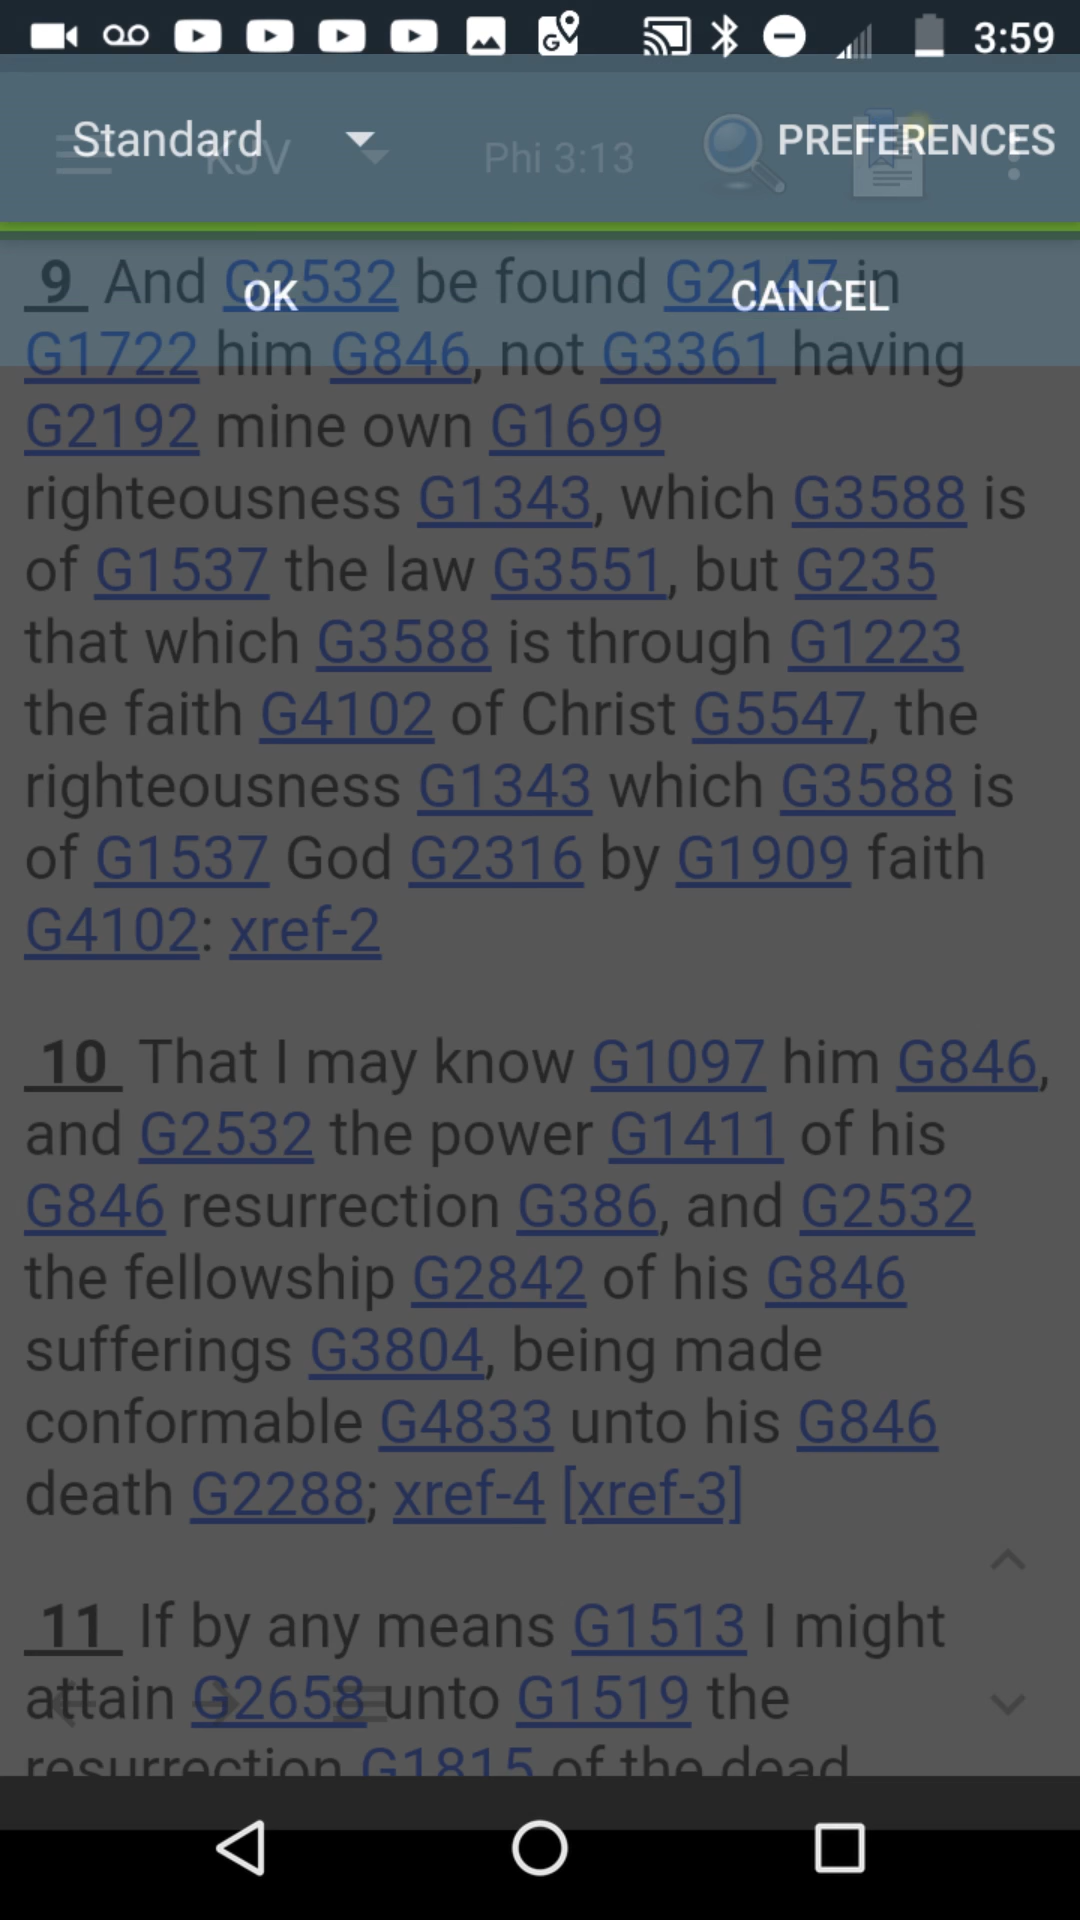 3:59
Standard PREFERENCES
KJV Phi 3:13
OK CANCEL
9 And G2532 be found G2147 in
G1722 him G846, not G3361 having
G2192 mine own G1699
righteousness G1343, which G3588 is
of G1537 the law G3551, but G235
that which G3588 is through G1223
the faith G4102 of Christ G5547, the
righteousness G1343 which G3588 is
of G1537 God G2316 by G1909 faith
G4102: xref-2
10 That I may know G1097 him G846,
and G2532 the power G1411 of his
G846 resurrection G386, and G2532
the fellowship G2842 of his G846
sufferings G3804, being made
conformable G4833 unto his G846
death G2288; xref-4 [xref-3]
11 If by any means G1513 I might
attain G2658 unto G1519 the
resurrection G1815 of the dead